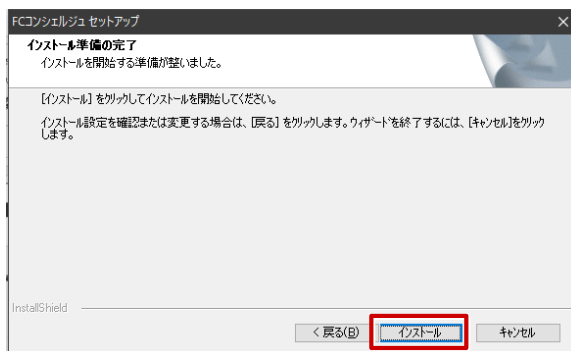 FCコンシェルジュ セットアップ
インストール準備の完了
インストールを開始する準備が整いました。
[インストール] をクリックしてインストールを開始してください。
インストール設定を確認または変更する場合は、[戻る] をクリックします。ウィザードを終了するには、[キャンセル]をクリック
します。
InstallShield
< 戻る(B)
インストール
キャンセル